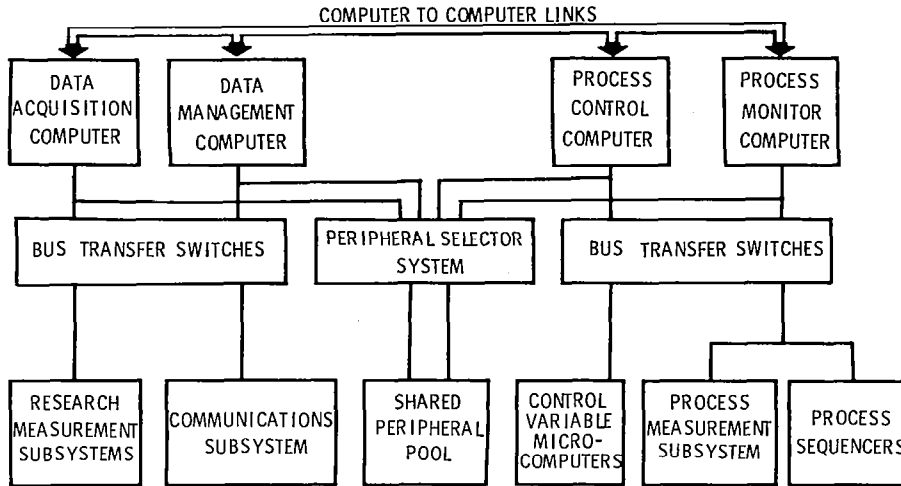 COMPUTER TO COMPUTER LINKS
DATA
ACQUISITION
COMPUTER
DATA
MANAGEMENT
COMPUTER
PROCESS
CONTROL
COMPUTER
PROCESS
MONITOR
COMPUTER
BUS TRANSFER SWITCHES
PERIPHERAL SELECTOR
SYSTEM
BUS TRANSFER SWITCHES
RESEARCH
MEASUREMENT
SUBSYSTEMS
COMMUNICATIONS
SUBSYSTEM
SHARED
PERIPHERAL
POOL
CONTROL
VARIABLE
MICRO-
COMPUTERS
PROCESS
MEASUREMENT
SUBSYSTEM
PROCESS
SEQUENCERS